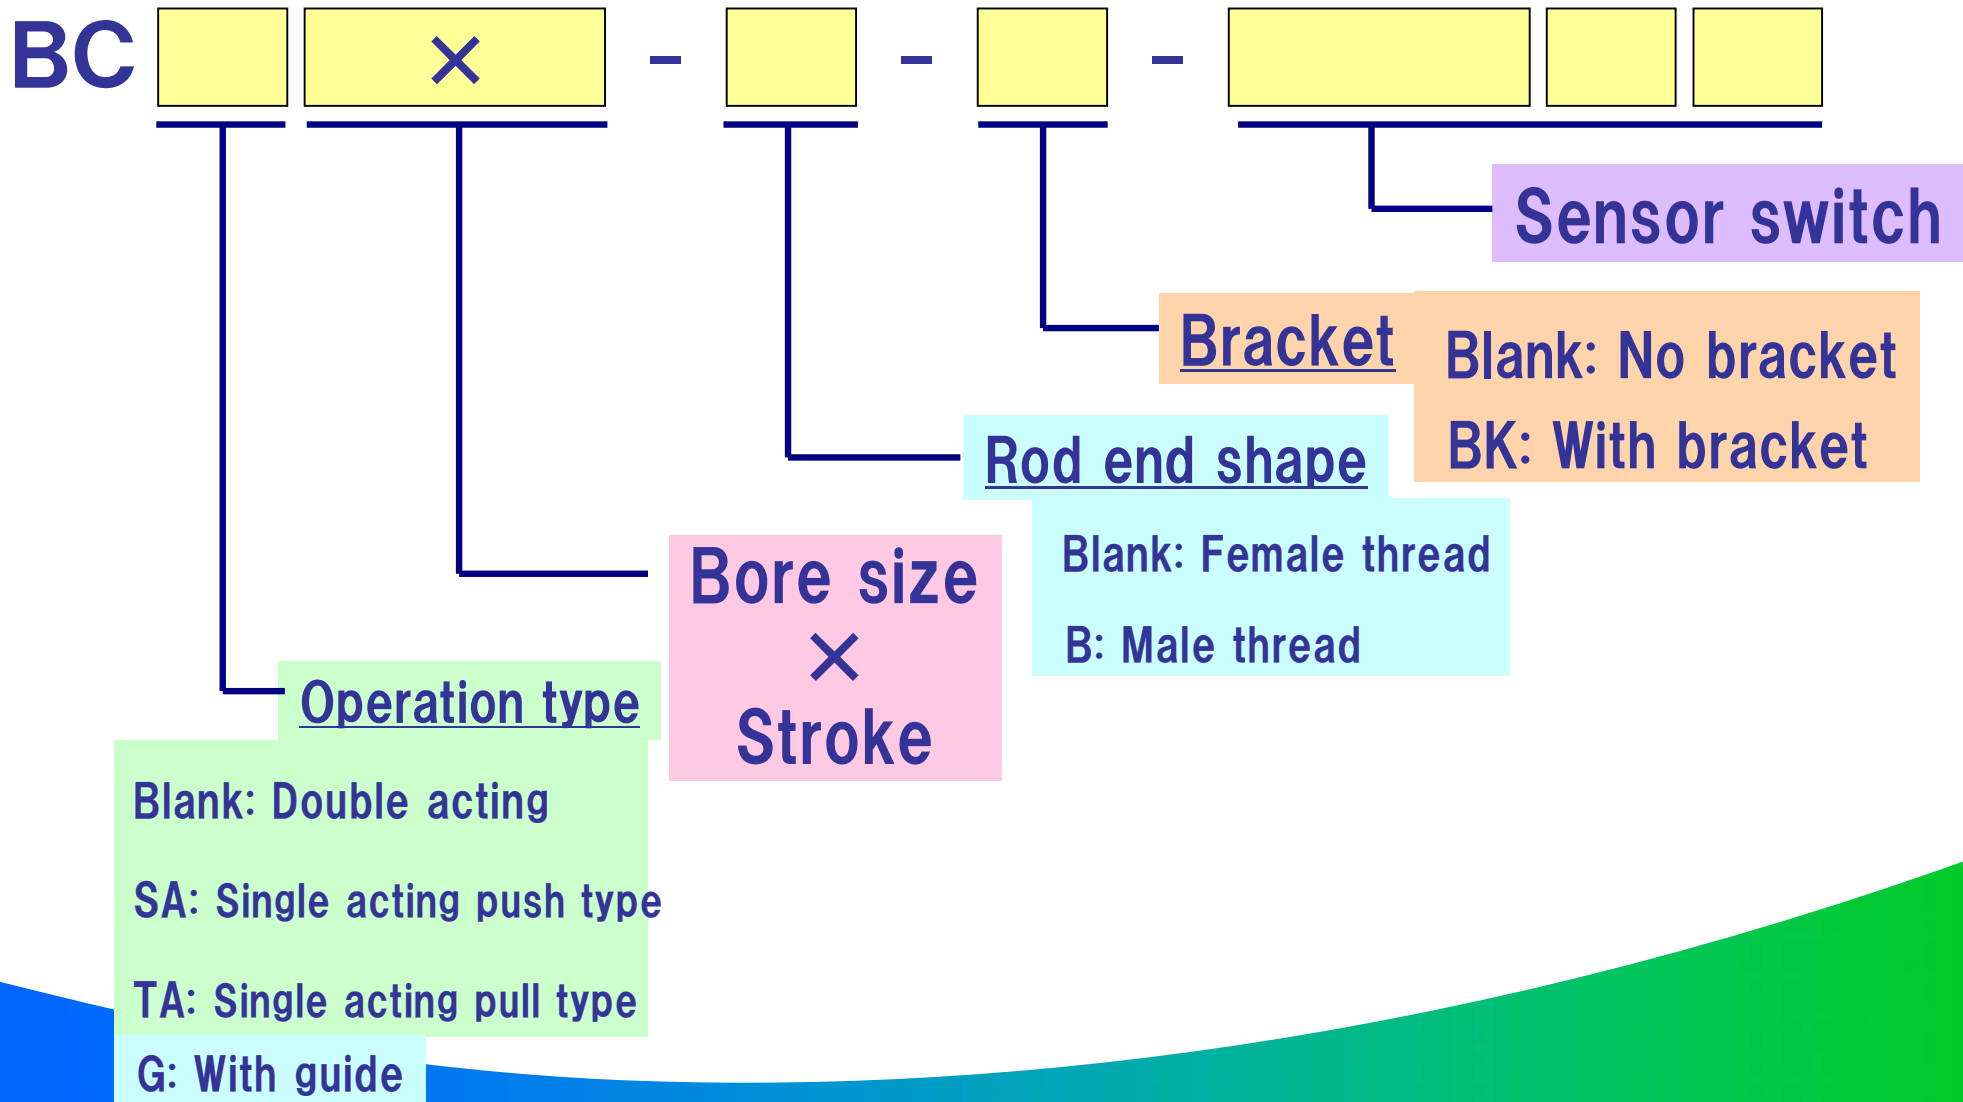 BC × - - -
Sensor switch
Bracket
Blank: No bracket
BK: With bracket
Rod end shape
Blank: Female thread
B: Male thread
Bore size
×
Stroke
Operation type
Blank: Double acting
SA: Single acting push type
TA: Single acting pull type
G: With guide